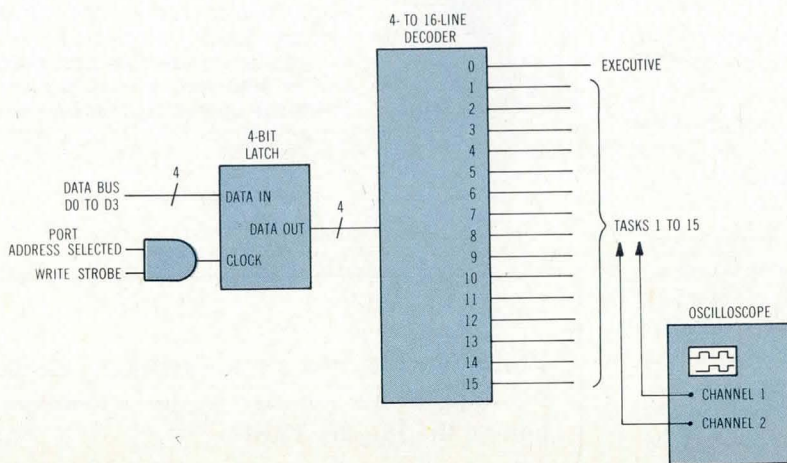 4- TO 16-LINE
DECODER
0
EXECUTIVE
1
2
3
4
5
6
7
8
9
10
11
12
13
14
15
TASKS 1 TO 15
4-BIT
LATCH
4
DATA BUS
D0 TO D3
DATA IN
DATA OUT
4
PORT
ADDRESS SELECTED
WRITE STROBE
CLOCK
OSCILLOSCOPE
CHANNEL 1
CHANNEL 2